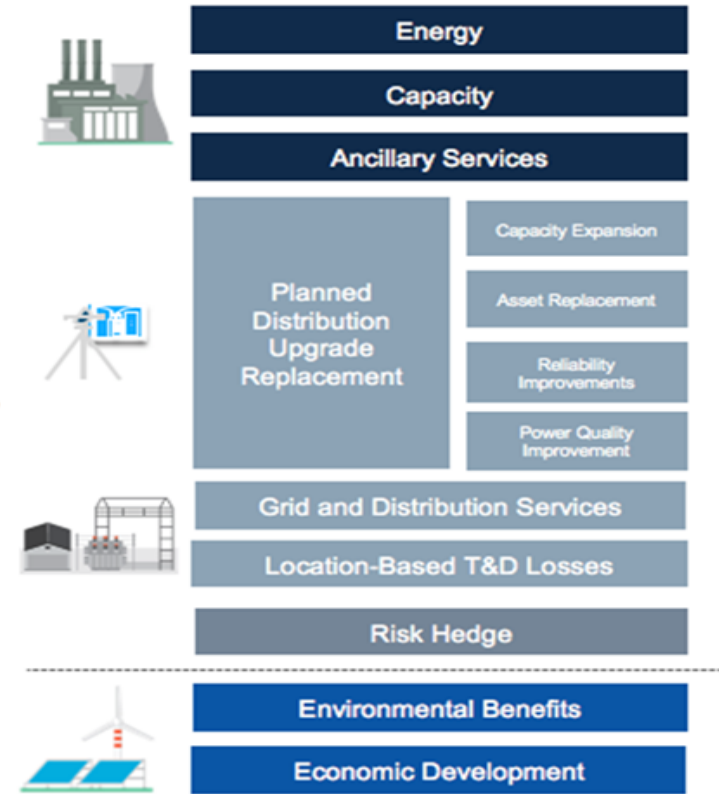 Energy
Capacity
Ancillary Services
Planned
Distribution
Upgrade
Replacement
Capacity Expansion
Asset Replacement
Reliability
Improvements
Power Quality
Improvement
Grid and Distribution Services
Location-Based T&D Losses
Risk Hedge
Environmental Benefits
Economic Development